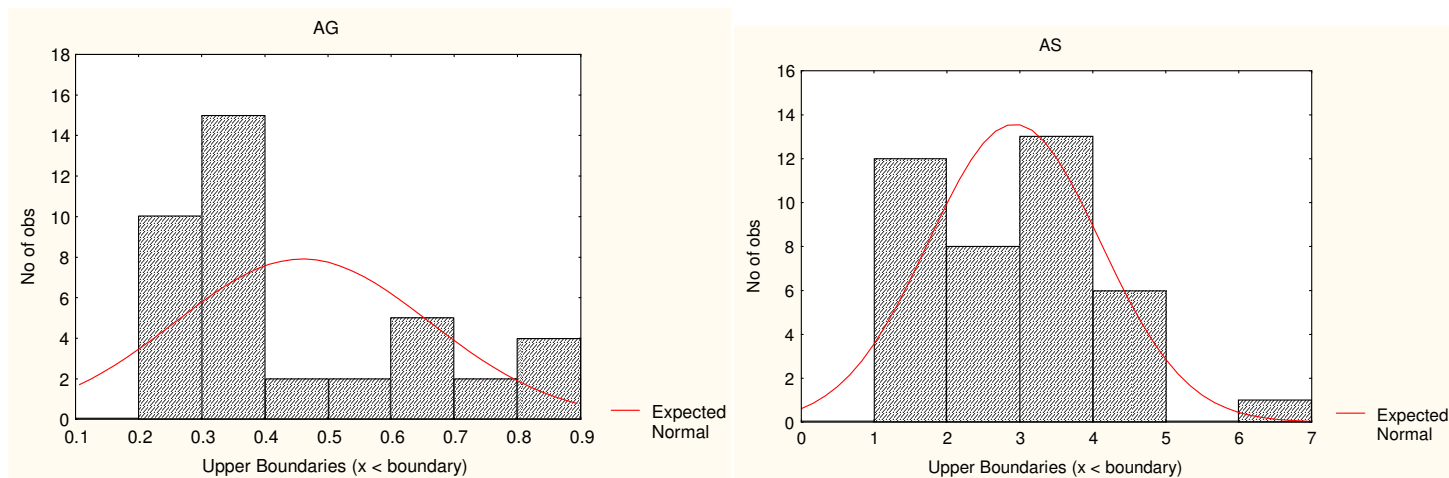 AG
18
16
14
12
10
8
6
4
2
0
No of obs
0.1 0.2 0.3 0.4 0.5 0.6 0.7 0.8 0.9
Upper Boundaries (x < boundary)
Expected
Normal
AS
16
14
12
10
8
6
4
2
0
No of obs
0 1 2 3 4 5 6 7
Upper Boundaries (x < boundary)
Expected
Normal